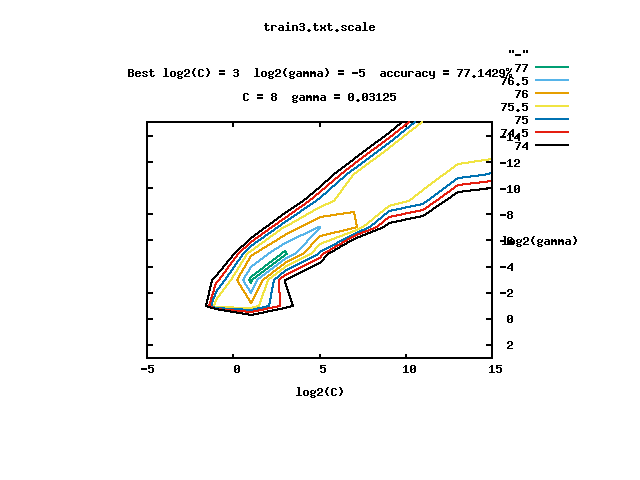 train3.txt.scale
"-"
Best log2(C) = 3  log2(gamma) = -5  accuracy = 77.1429%
77
76.5
C = 8  gamma = 0.03125
76
75.5
75
74.5
74
-14
-12
-10
-8
-6
log2(gamma)
-4
-2
0
2
-5 0 5 10 15
log2(C)